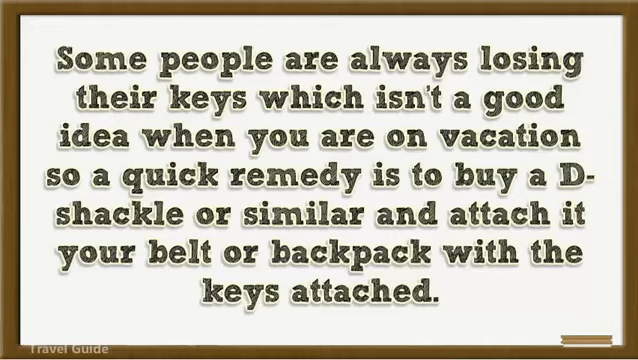 Some people are always losing
their keys which isn't a good
idea when you are on vacation
so a quick remedy is to buy a D-
shackle or similar and attach it
your belt or backpack with the
keys attached.
Travel Guide